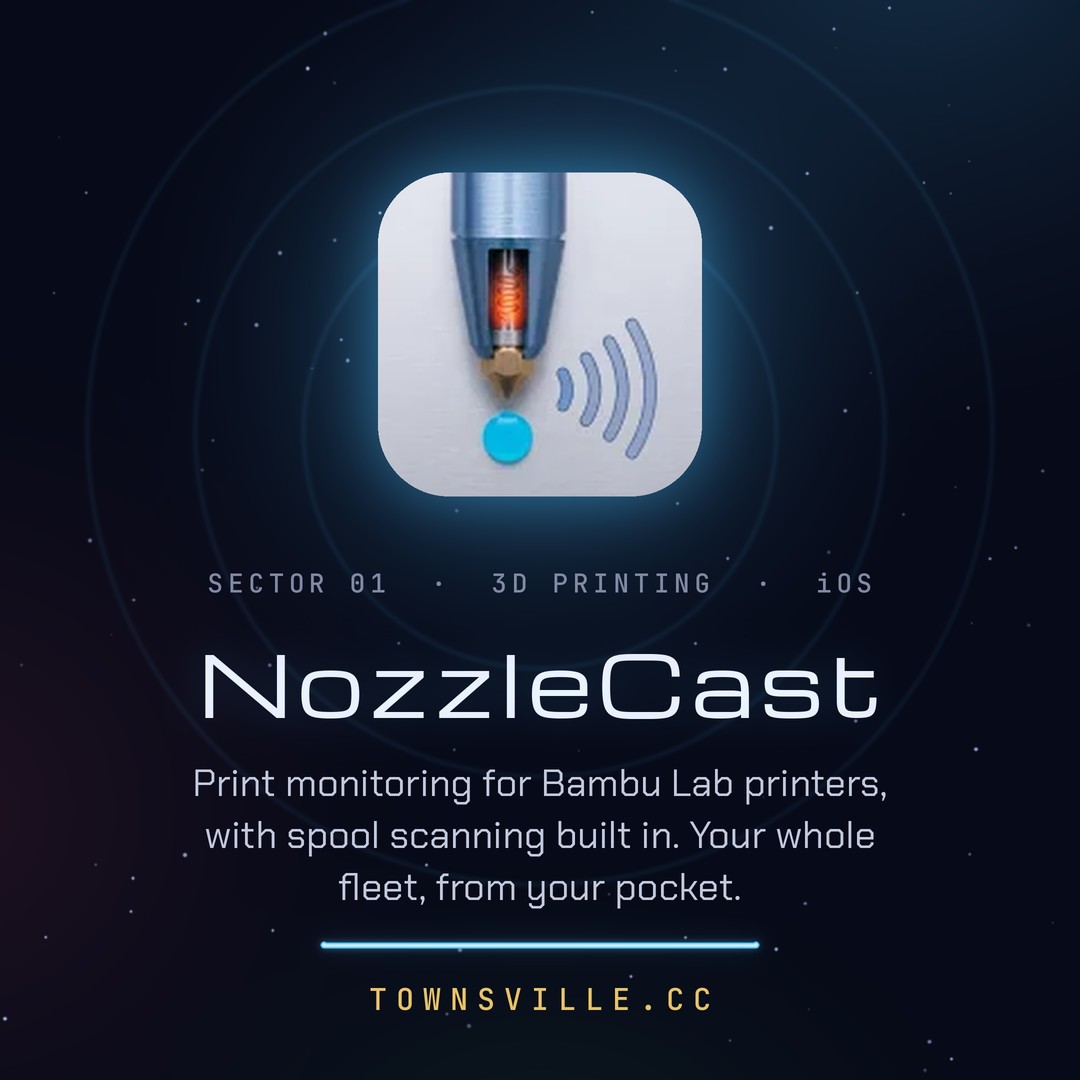 SECTOR 01 · 3D PRINTING · iOS
NozzleCast
Print monitoring for Bambu Lab printers,
with spool scanning built in. Your whole
fleet, from your pocket.
TOWNSVILLE.CC